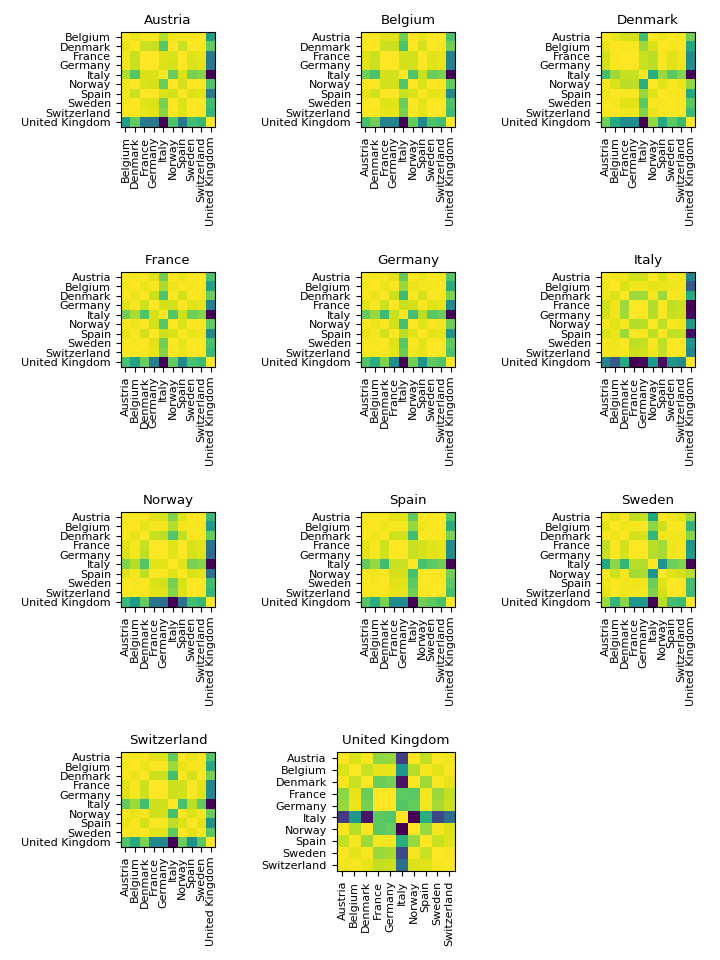 Austria
Belgium
Denmark
France
Germany
Italy
Norway
Spain
Sweden
Switzerland
United Kingdom
Belgium
Denmark
France
Germany
Italy
Norway
Spain
Sweden
Switzerland
United Kingdom
Belgium
Austria
Denmark
France
Germany
Italy
Norway
Spain
Sweden
Switzerland
United Kingdom
Austria
Denmark
France
Germany
Italy
Norway
Spain
Sweden
Switzerland
United Kingdom
Denmark
Austria
Belgium
France
Germany
Italy
Norway
Spain
Sweden
Switzerland
United Kingdom
Austria
Belgium
France
Germany
Italy
Norway
Spain
Sweden
Switzerland
United Kingdom
France
Austria
Belgium
Denmark
Germany
Italy
Norway
Spain
Sweden
Switzerland
United Kingdom
Austria
Belgium
Denmark
Germany
Italy
Norway
Spain
Sweden
Switzerland
United Kingdom
Germany
Austria
Belgium
Denmark
France
Italy
Norway
Spain
Sweden
Switzerland
United Kingdom
Austria
Belgium
Denmark
France
Italy
Norway
Spain
Sweden
Switzerland
United Kingdom
Italy
Austria
Belgium
Denmark
France
Germany
Norway
Spain
Sweden
Switzerland
United Kingdom
Austria
Belgium
Denmark
France
Germany
Norway
Spain
Sweden
Switzerland
United Kingdom
Norway
Austria
Belgium
Denmark
France
Germany
Italy
Spain
Sweden
Switzerland
United Kingdom
Austria
Belgium
Denmark
France
Germany
Italy
Spain
Sweden
Switzerland
United Kingdom
Spain
Austria
Belgium
Denmark
France
Germany
Italy
Norway
Sweden
Switzerland
United Kingdom
Austria
Belgium
Denmark
France
Germany
Italy
Norway
Sweden
Switzerland
United Kingdom
Sweden
Austria
Belgium
Denmark
France
Germany
Italy
Norway
Spain
Switzerland
United Kingdom
Austria
Belgium
Denmark
France
Germany
Italy
Norway
Spain
Switzerland
United Kingdom
Switzerland
Austria
Belgium
Denmark
France
Germany
Italy
Norway
Spain
Sweden
United Kingdom
Austria
Belgium
Denmark
France
Germany
Italy
Norway
Spain
Sweden
United Kingdom
United Kingdom
Austria
Belgium
Denmark
France
Germany
Italy
Norway
Spain
Sweden
Switzerland
Austria
Belgium
Denmark
France
Germany
Italy
Norway
Spain
Sweden
Switzerland